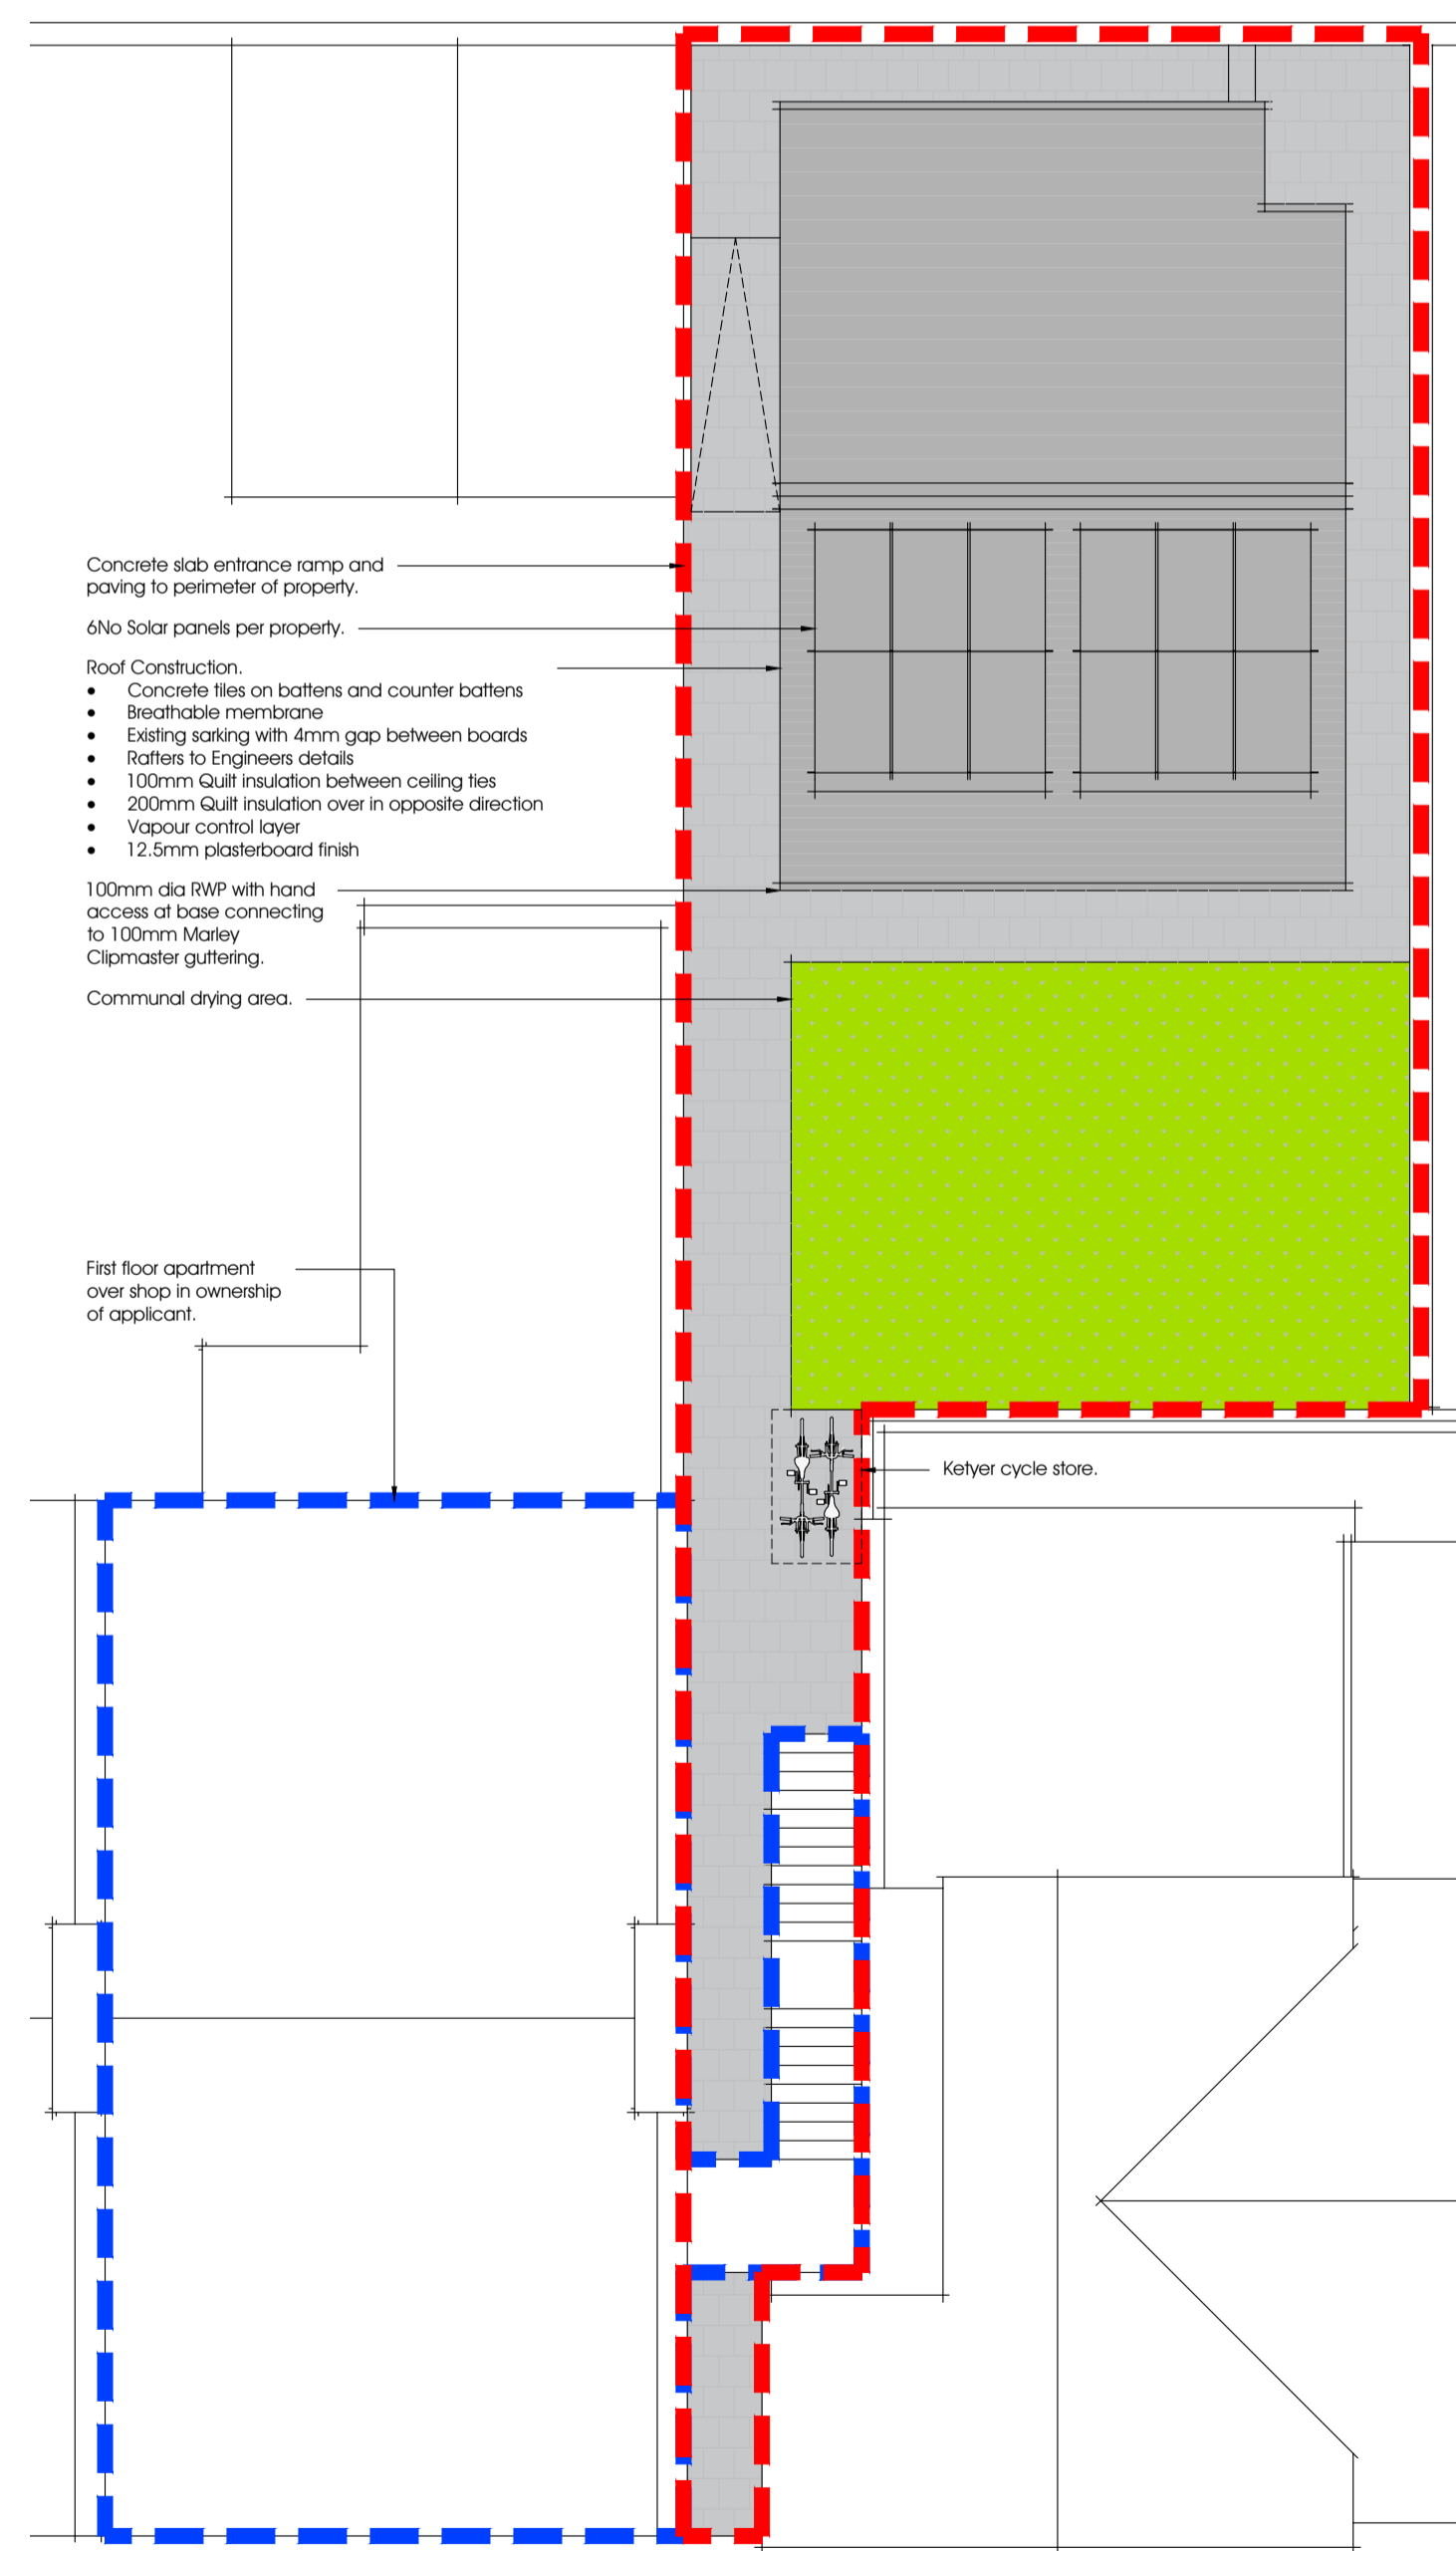 Concrete slab entrance ramp and
paving to perimeter of property.
6No Solar panels per property.
Roof Construction.
• Concrete tiles on battens and counter battens
• Breathable membrane
• Existing sarking with 4mm gap between boards
• Rafters to Engineers details
• 100mm Quilt insulation between ceiling ties
• 200mm Quilt insulation over in opposite direction
• Vapour control layer
• 12.5mm plasterboard finish
100mm dia RWP with hand
access at base connecting
to 100mm Marley
Clipmaster guttering.
Communal drying area.
First floor apartment
over shop in ownership
of applicant.
Ketyer cycle store.